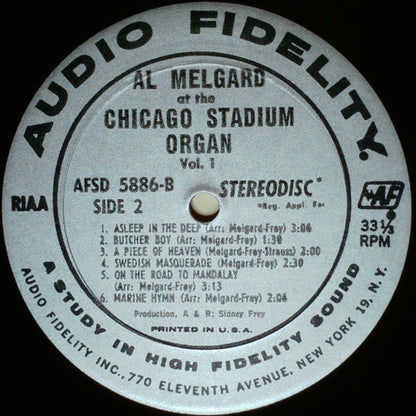 AUDIO FIDELITY®
AL MELGARD
at the
CHICAGO STADIUM
ORGAN
Vol. 1
AFSD 5886-B
STEREODISC*
*Reg. Appl. For
SIDE 2
RIAA
AF
33⅓
RPM
1. ASLEEP IN THE DEEP (Arr: Melgard-Frey) 3:06
2. BUTCHER BOY (Arr: Melgard-Frey) 1:30
3. A PIECE OF HEAVEN (Melgard-Frey-Strauss) 2:00
4. SWEDISH MASQUERADE (Melgard-Frey) 2:30
5. ON THE ROAD TO MANDALAY
(Arr: Melgard-Frey) 3:13
6. MARINE HYMN (Arr: Melgard-Frey) 2:06
Production, A & R: Sidney Frey
PRINTED IN U.S.A.
A STUDY IN HIGH FIDELITY SOUND
AUDIO FIDELITY INC., 770 ELEVENTH AVENUE, NEW YORK 19, N.Y.